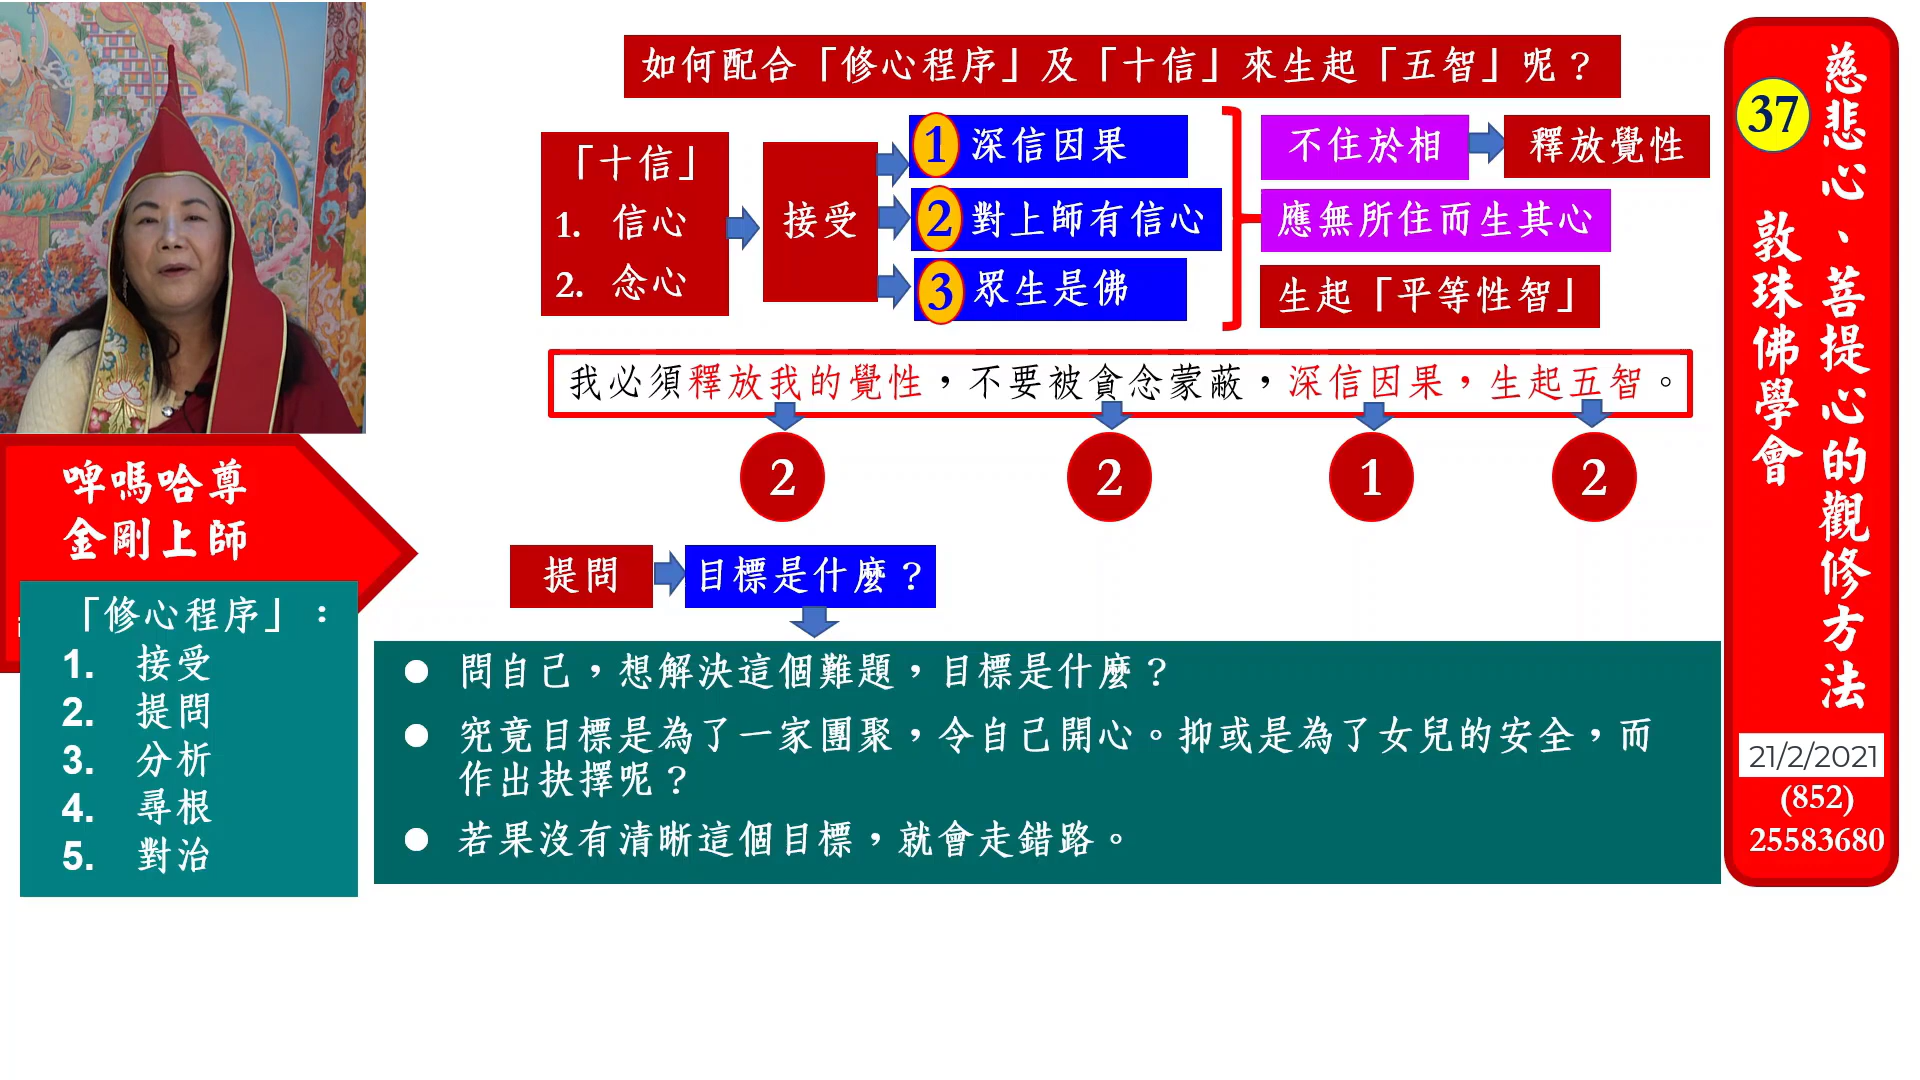 如何配合「修心程序」及「十信」來生起「五智」呢？
「十信」
1. 信心
2. 念心
接受
1 深信因果
2 對上師有信心
3 眾生是佛
不住於相
釋放覺性
應無所住而生其心
生起「平等性智」
我必須釋放我的覺性，不要被貪念蒙蔽，深信因果，生起五智。
2 2 1 2
提問
目標是什麼？
問自己，想解決這個難題，目標是什麼？
究竟目標是為了一家團聚，令自己開心。抑或是為了女兒的安全，而
作出抉擇呢？
若果沒有清晰這個目標，就會走錯路。
啤嗎哈尊
金剛上師
「修心程序」：
1. 接受
2. 提問
3. 分析
4. 尋根
5. 對治
37
慈悲心、菩提心的觀修方法
敦珠佛學會
21/2/2021
(852)
25583680